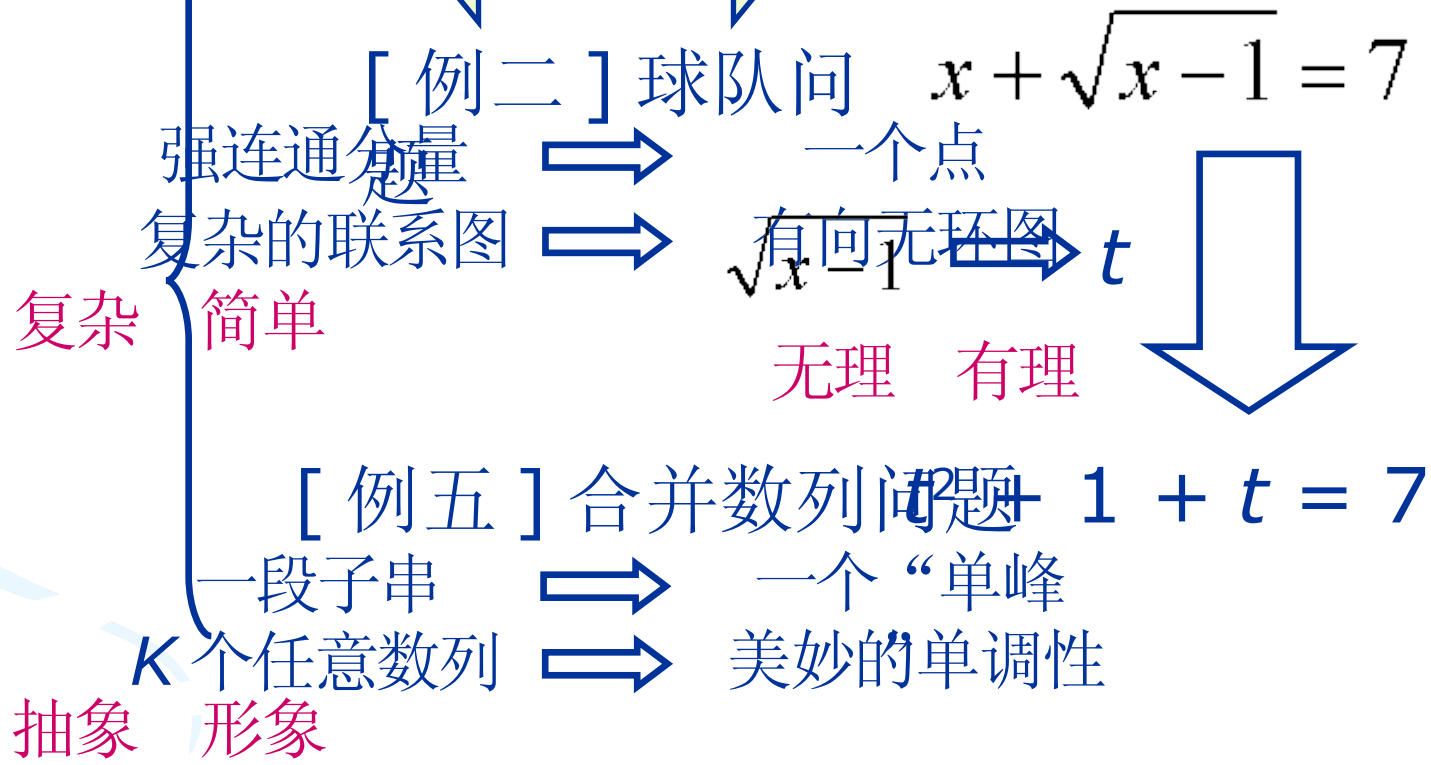 [ 例二 ] 球队问
题
x + √(x − 1) = 7
强连通分量 一个点
复杂的联系图 有向无环图
√(x − 1) t
复杂 简单
无理 有理
[ 例五 ] 合并数列问题
t² + 1 + t = 7
一段子串 一个“单峰
”
K 个任意数列 美妙的单调性
抽象 形象